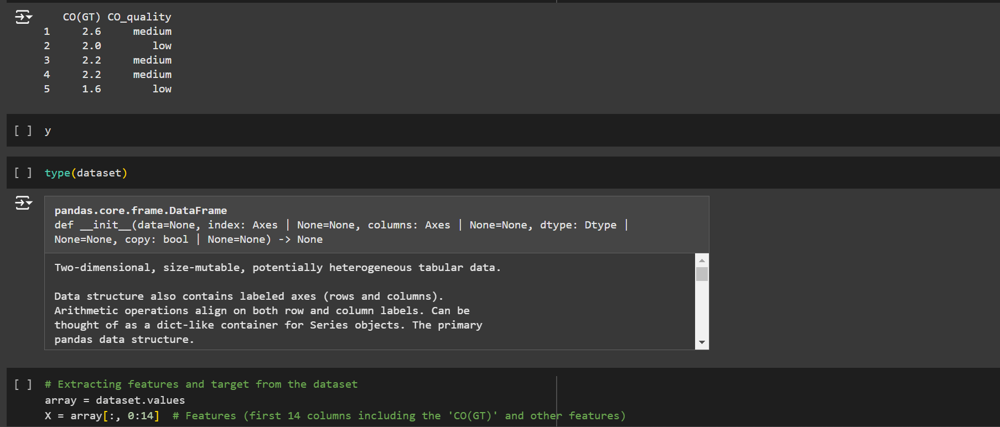 CO(GT) CO_quality
1 2.6 medium
2 2.0 low
3 2.2 medium
4 2.2 medium
5 1.6 low
[ ] y
[ ] type(dataset)
pandas.core.frame.DataFrame
def __init__(data=None, index: Axes | None=None, columns: Axes | None=None, dtype: Dtype |
None=None, copy: bool | None=None) -> None
Two-dimensional, size-mutable, potentially heterogeneous tabular data.
Data structure also contains labeled axes (rows and columns).
Arithmetic operations align on both row and column labels. Can be
thought of as a dict-like container for Series objects. The primary
pandas data structure.
[ ] # Extracting features and target from the dataset
array = dataset.values
X = array[:, 0:14]  # Features (first 14 columns including the 'CO(GT)' and other features)